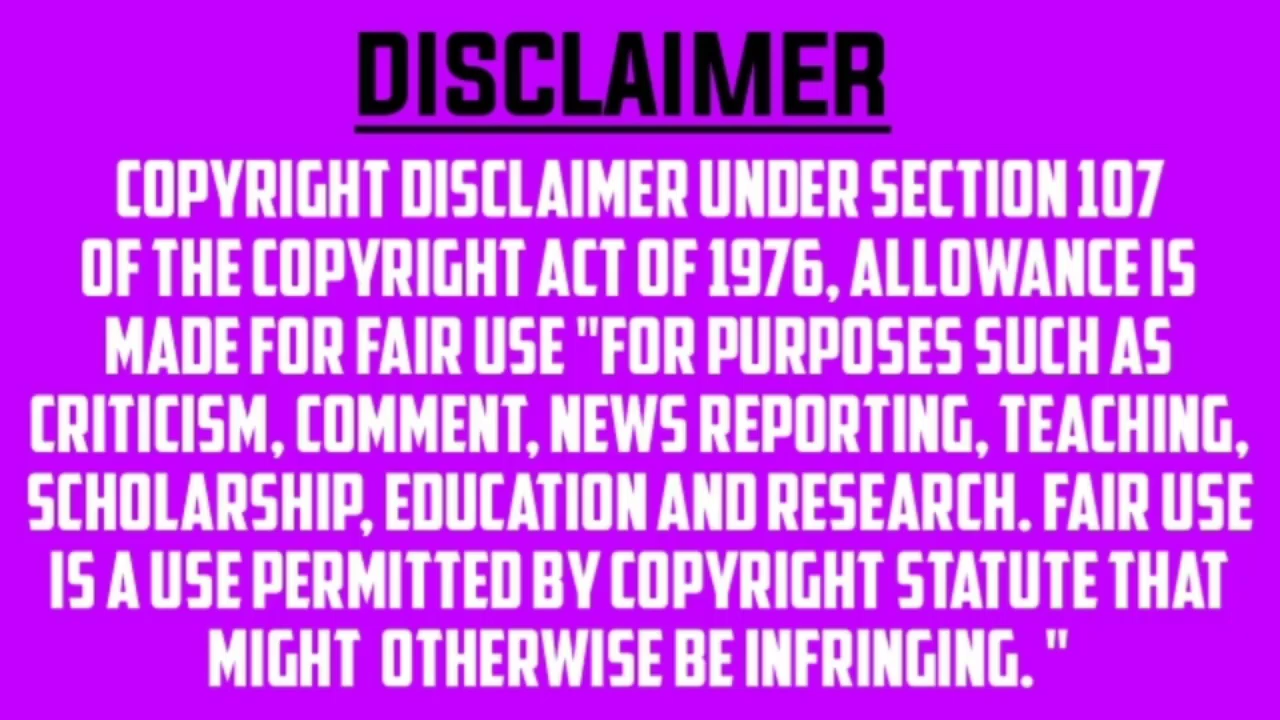 DISCLAIMER
COPYRIGHT DISCLAIMER UNDER SECTION 107
OF THE COPYRIGHT ACT OF 1976, ALLOWANCE IS
MADE FOR FAIR USE "FOR PURPOSES SUCH AS
CRITICISM, COMMENT, NEWS REPORTING, TEACHING,
SCHOLARSHIP, EDUCATION AND RESEARCH. FAIR USE
IS A USE PERMITTED BY COPYRIGHT STATUTE THAT
MIGHT OTHERWISE BE INFRINGING. "